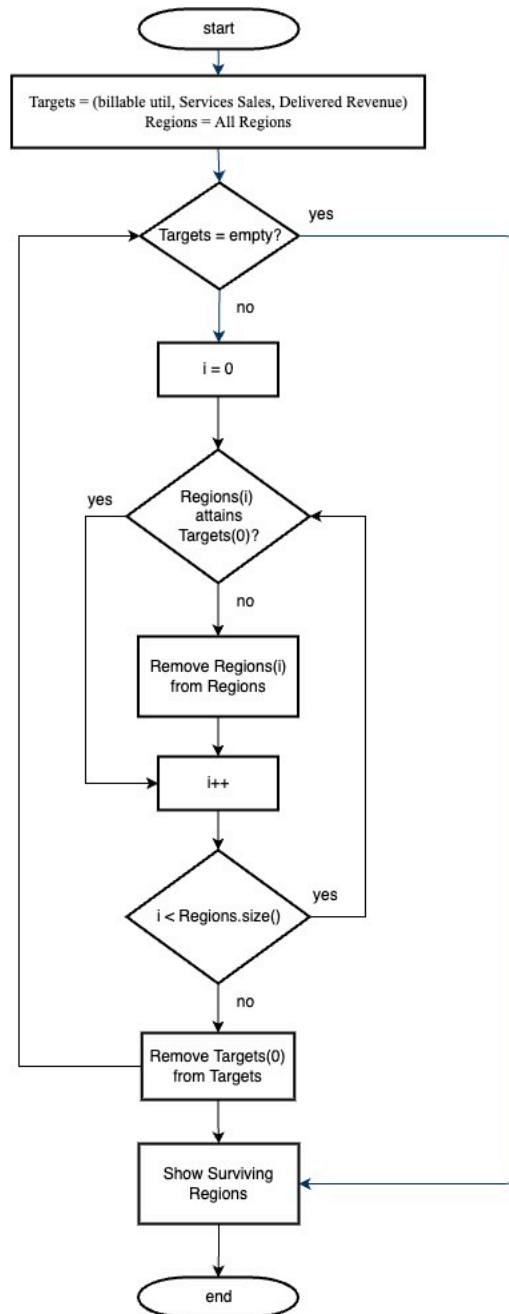 start
Targets = (billable util, Services Sales, Delivered Revenue)
Regions = All Regions
Targets = empty?
yes
no
i = 0
Regions(i)
attains
Targets(0)?
yes
no
Remove Regions(i)
from Regions
i++
i < Regions.size()
yes
no
Remove Targets(0)
from Targets
Show Surviving
Regions
end